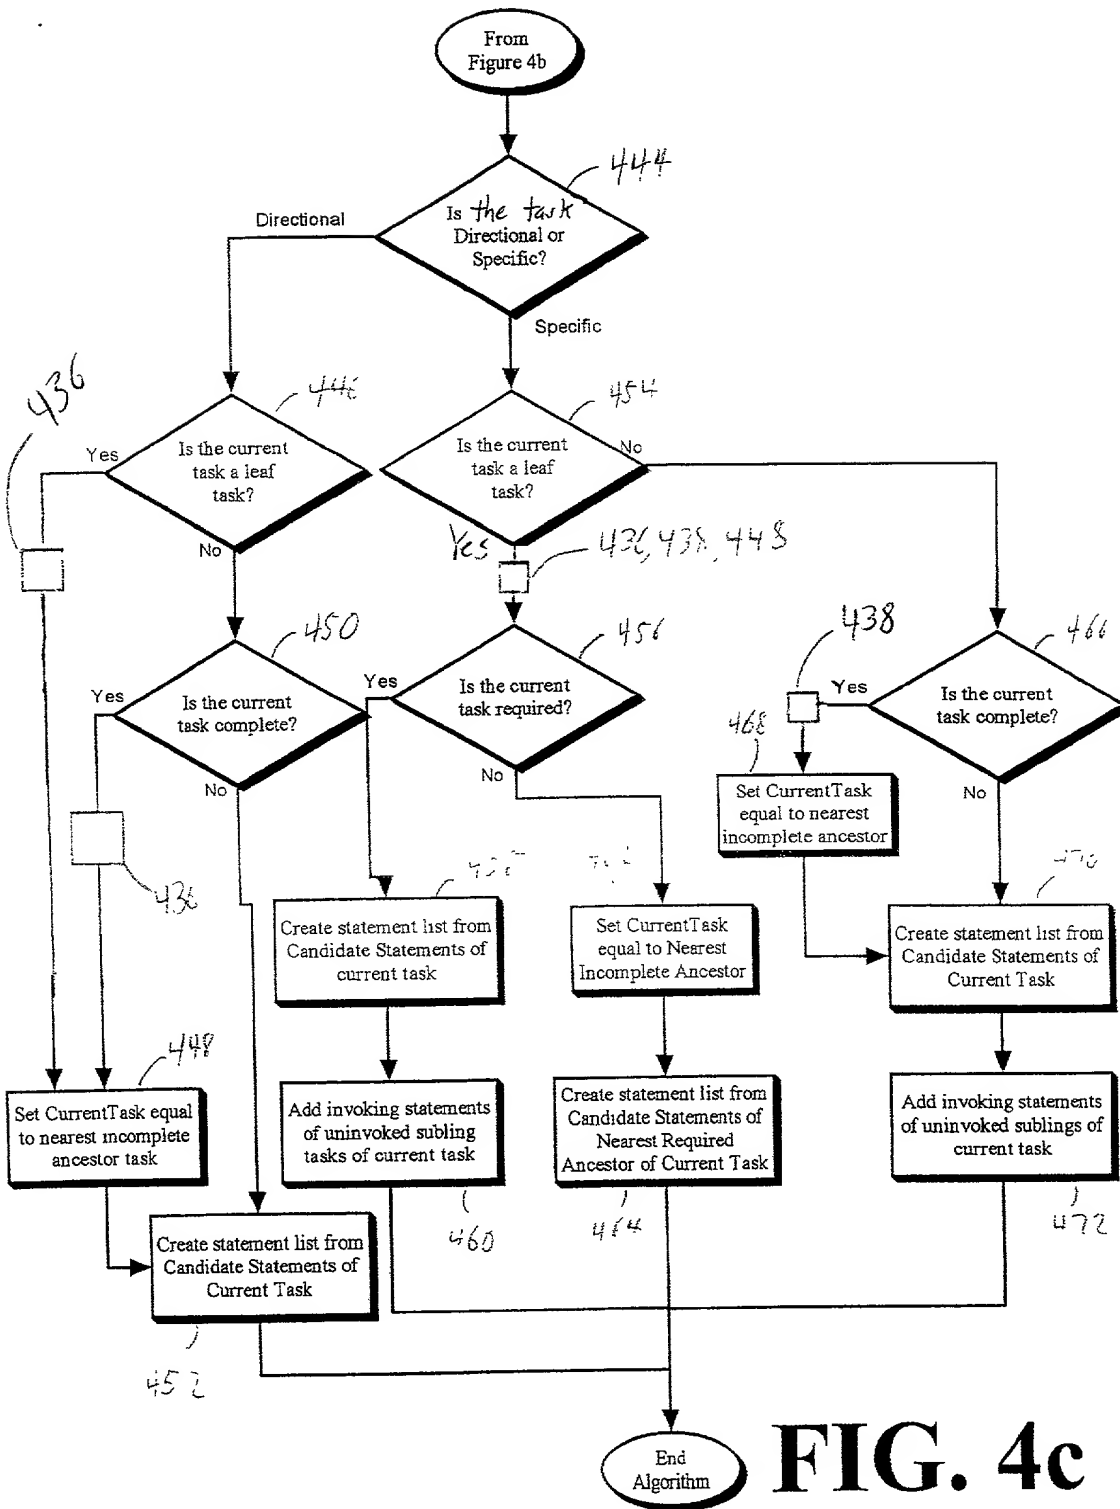 From
Figure 4b
444
Is the task
Directional or
Specific?
Directional
Specific
436
446
454
Is the current
task a leaf
task?
Yes
No
Is the current
task a leaf
task?
No
Yes
436, 438, 448
450
456
438
466
Is the current
task complete?
Yes
No
Is the current
task required?
Yes
No
Is the current
task complete?
Yes
No
468
Set CurrentTask
equal to nearest
incomplete ancestor
436
Create statement list from
Candidate Statements of
current task
Set CurrentTask
equal to Nearest
Incomplete Ancestor
470
Create statement list from
Candidate Statements of
Current Task
448
Set CurrentTask equal
to nearest incomplete
ancestor task
Add invoking statements
of uninvoked subling
tasks of current task
Create statement list from
Candidate Statements of
Nearest Required
Ancestor of Current Task
Add invoking statements
of uninvoked sublings of
current task
460
464
472
Create statement list from
Candidate Statements of
Current Task
452
End
Algorithm
FIG. 4c